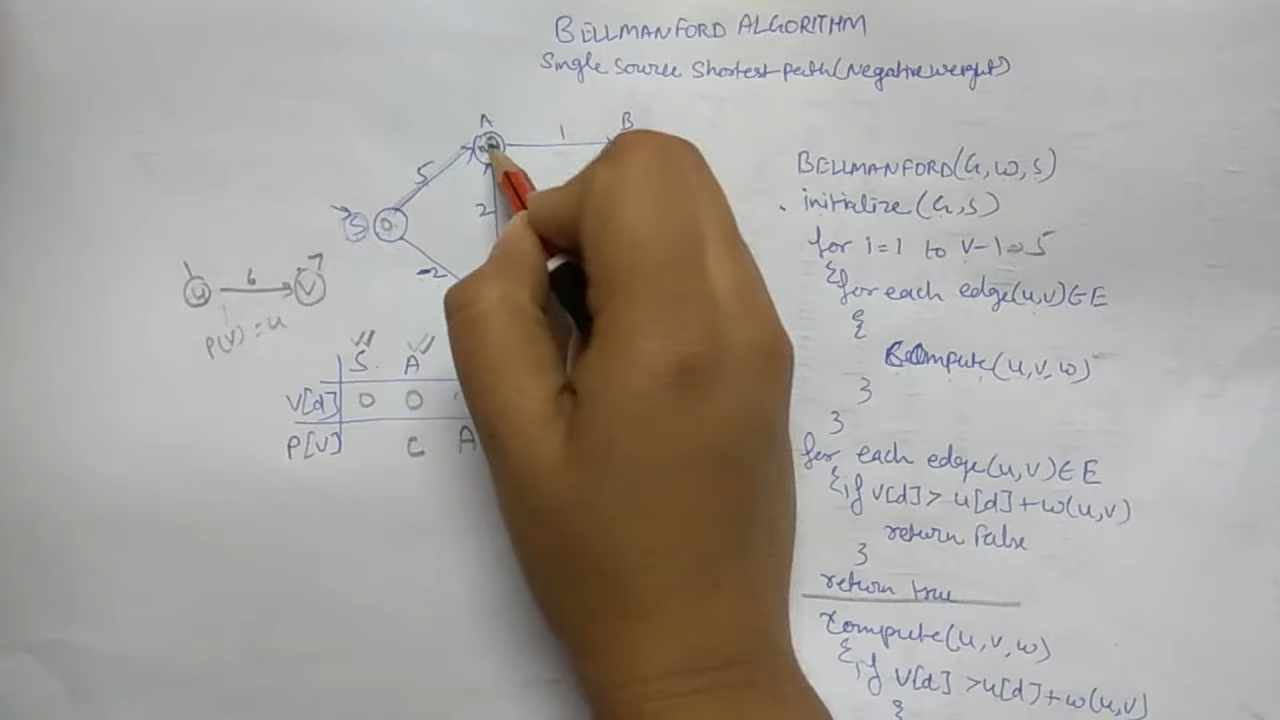 BELLMANFORD ALGORITHM
Single Source Shortest path (Negative weight)
A
B
1
5
2
S
0
-2
u
6
v
7
P(V) = u
S A
V[d] 0 0
P[V] C A
BELLMANFORD(G, W, S)
initialize (G, S)
for i=1 to V-1 = 5
{
for each edge(u,v) ∈ E
{
Compute(u, v, w)
}
}
for each edge(u, v) ∈ E
{ if v[d] > u[d] + w(u, v)
return False
}
return true
Compute(u, v, w)
{ if v[d] > u[d] + w(u, v)
{